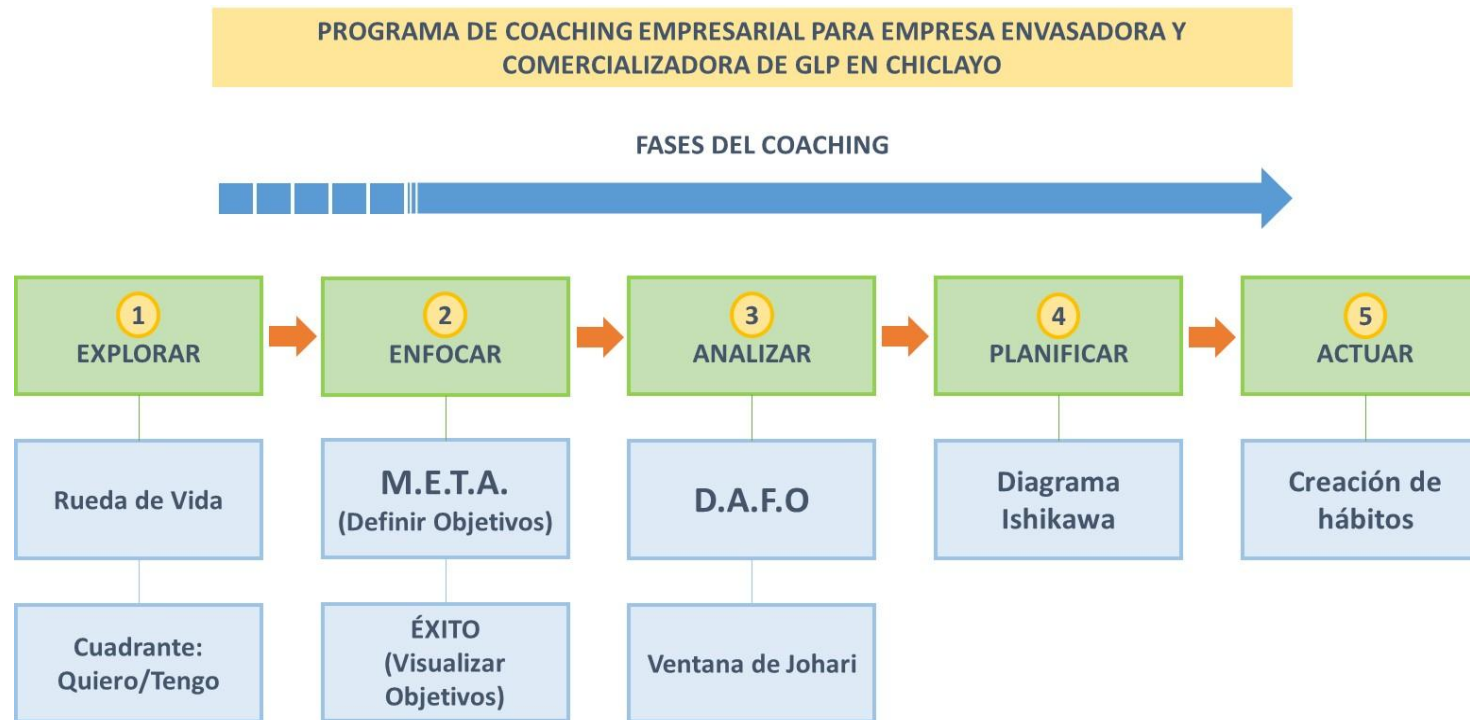 PROGRAMA DE COACHING EMPRESARIAL PARA EMPRESA ENVASADORA Y
COMERCIALIZADORA DE GLP EN CHICLAYO
FASES DEL COACHING
1
EXPLORAR
2
ENFOCAR
3
ANALIZAR
4
PLANIFICAR
5
ACTUAR
Rueda de Vida
M.E.T.A.
(Definir Objetivos)
D.A.F.O
Diagrama
Ishikawa
Creación de
hábitos
Cuadrante:
Quiero/Tengo
ÉXITO
(Visualizar
Objetivos)
Ventana de Johari